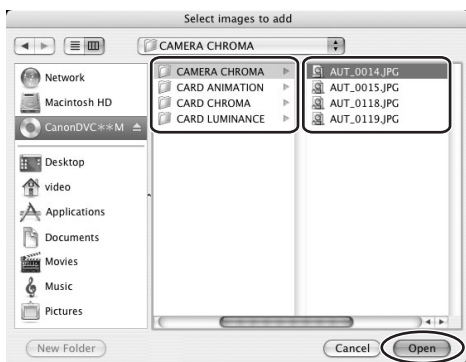 Select images to add
CAMERA CHROMA
Network
Macintosh HD
CanonDVC**M
Desktop
video
Applications
Documents
Movies
Music
Pictures
CAMERA CHROMA
CARD ANIMATION
CARD CHROMA
CARD LUMINANCE
AUT_0014.JPG
AUT_0015.JPG
AUT_0118.JPG
AUT_0119.JPG
New Folder
Cancel
Open